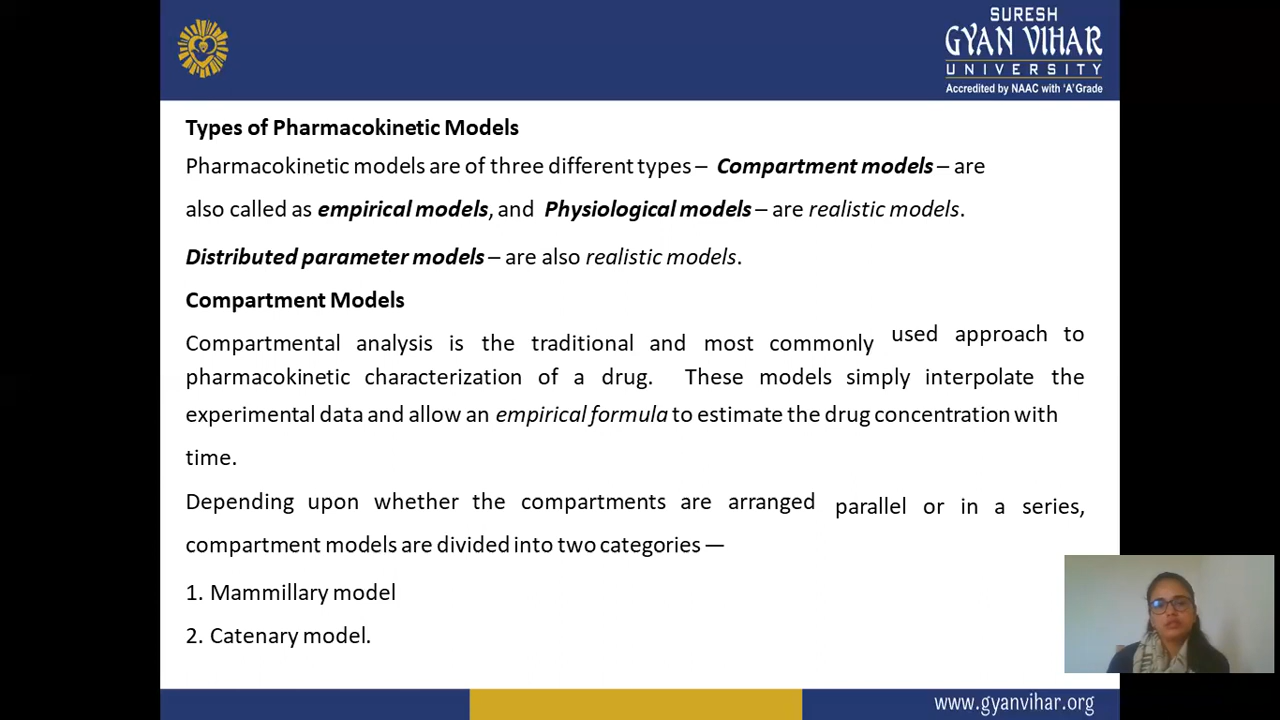 SURESH
GYAN VIHAR
UNIVERSITY
Accredited by NAAC with 'A' Grade
Types of Pharmacokinetic Models
Pharmacokinetic models are of three different types – Compartment models – are
also called as empirical models, and Physiological models – are realistic models.
Distributed parameter models – are also realistic models.
Compartment Models
Compartmental analysis is the traditional and most commonly used approach to
pharmacokinetic characterization of a drug. These models simply interpolate the
experimental data and allow an empirical formula to estimate the drug concentration with
time.
Depending upon whether the compartments are arranged parallel or in a series,
compartment models are divided into two categories —
1. Mammillary model
2. Catenary model.
www.gyanvihar.org